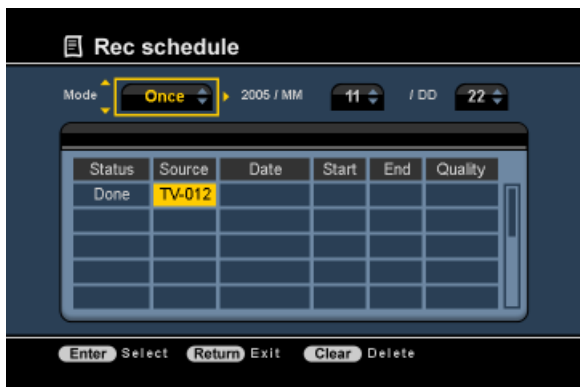 Rec schedule
Mode Once 2005 / MM 11 / DD 22
Status Source Date Start End Quality
Done TV-012
Enter Select Return Exit Clear Delete